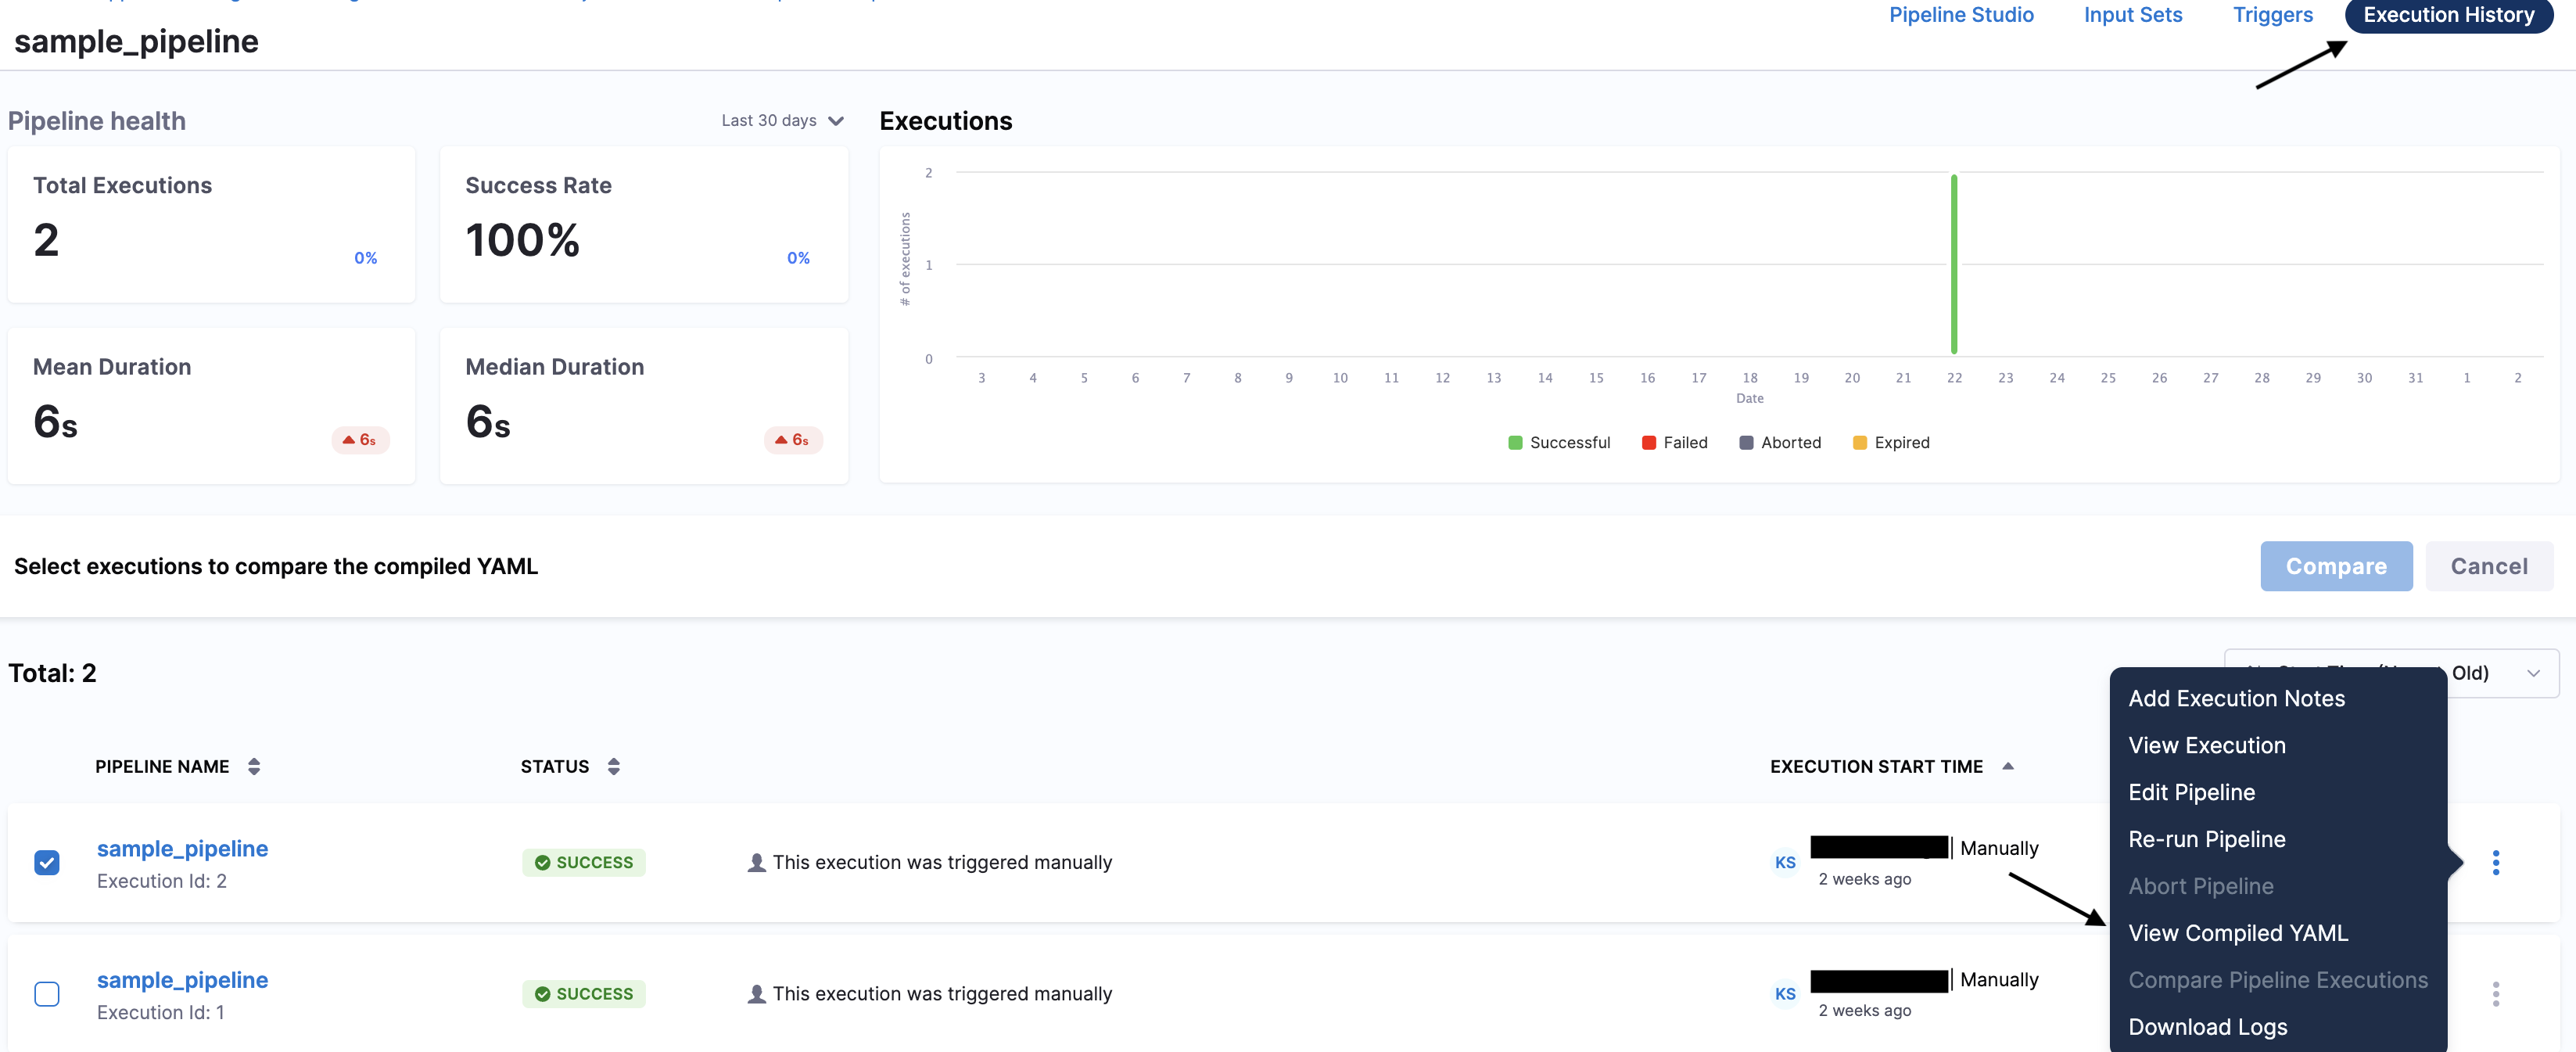 Pipeline Studio Input Sets Triggers Execution History
sample_pipeline
Pipeline health
Last 30 days
Total Executions
2
0%
Success Rate
100%
0%
Mean Duration
6s
6s
Median Duration
6s
6s
Executions
# of executions
2
1
0
3 4 5 6 7 8 9 10 11 12 13 14 15 16 17 18 19 20 21 22 23 24 25 26 27 28 29 30 31 1 2
Date
Successful Failed Aborted Expired
Select executions to compare the compiled YAML
Compare Cancel
Total: 2
Old)
PIPELINE NAME STATUS EXECUTION START TIME
sample_pipeline
Execution Id: 2
SUCCESS
This execution was triggered manually
KS
| Manually
2 weeks ago
sample_pipeline
Execution Id: 1
SUCCESS
This execution was triggered manually
KS
| Manually
2 weeks ago
Add Execution Notes
View Execution
Edit Pipeline
Re-run Pipeline
Abort Pipeline
View Compiled YAML
Compare Pipeline Executions
Download Logs